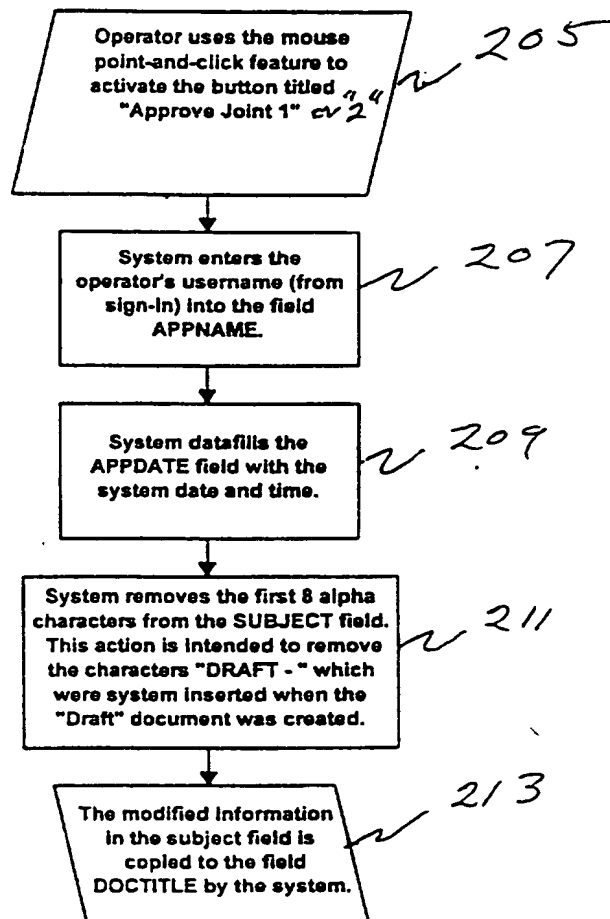 Operator uses the mouse
point-and-click feature to
activate the button titled
"Approve Joint 1" or "2"
205
System enters the
operator's username (from
sign-in) into the field
APPNAME.
207
System datafills the
APPDATE field with the
system date and time.
209
System removes the first 8 alpha
characters from the SUBJECT field.
This action is intended to remove
the characters "DRAFT - " which
were system inserted when the
"Draft" document was created.
211
The modified information
in the subject field is
copied to the field
DOCTITLE by the system.
213